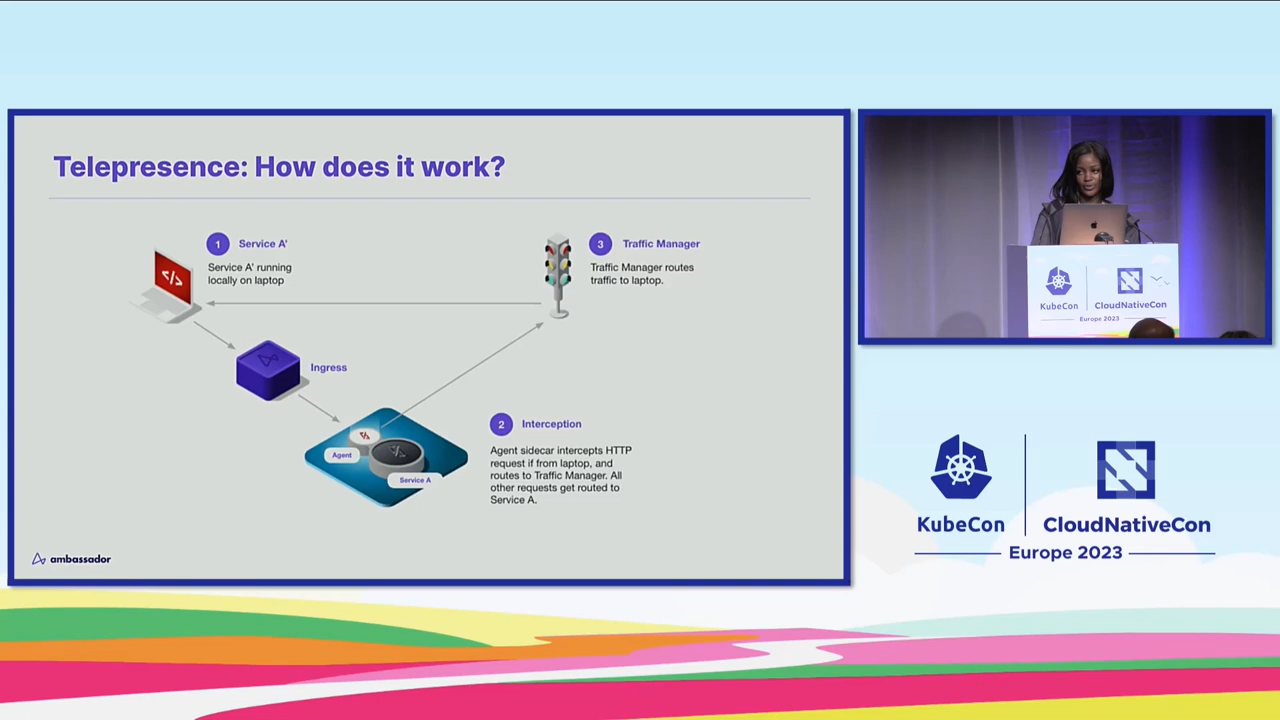 Telepresence: How does it work?
1 Service A'
Service A' running
locally on laptop
3 Traffic Manager
Traffic Manager routes
traffic to laptop.
</>
Ingress
2 Interception
Agent sidecar intercepts HTTP
request if from laptop, and
routes to Traffic Manager. All
other requests get routed to
Service A.
Agent
Service A
ambassador
KubeCon
CloudNativeCon
Europe 2023
KubeCon
CloudNativeCon
Europe 2023